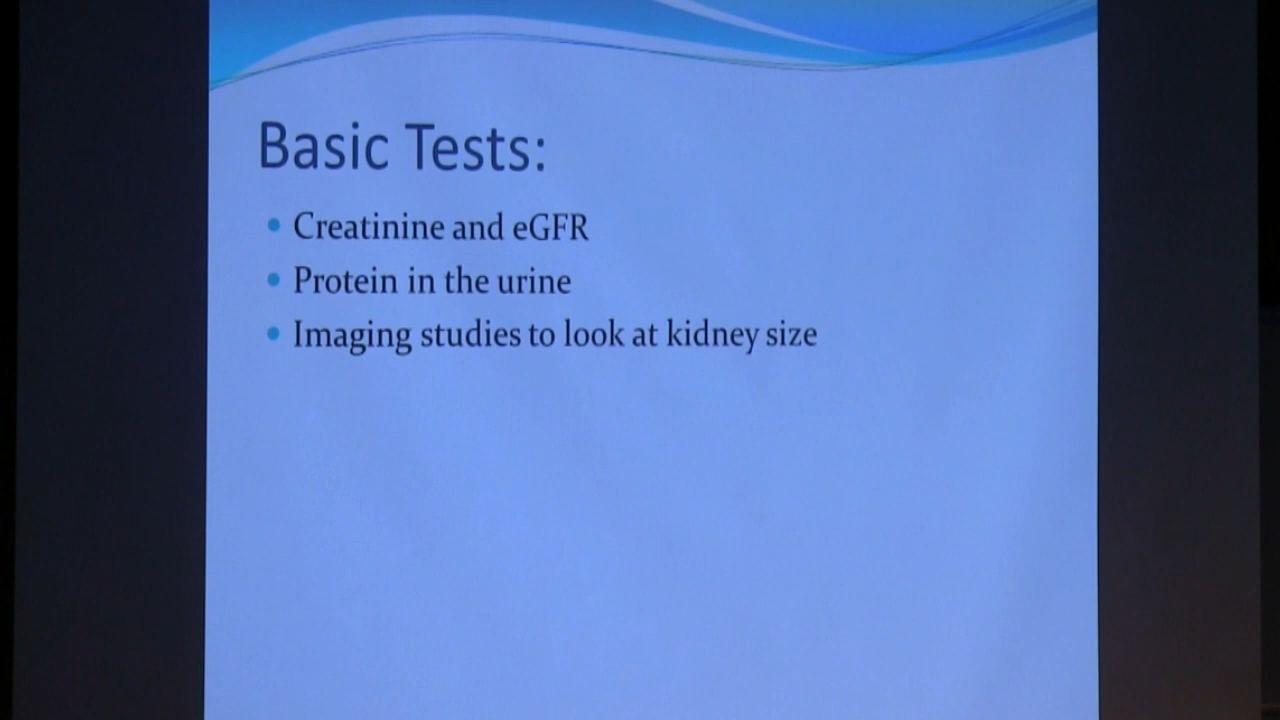 Basic Tests:
• Creatinine and eGFR
• Protein in the urine
• Imaging studies to look at kidney size